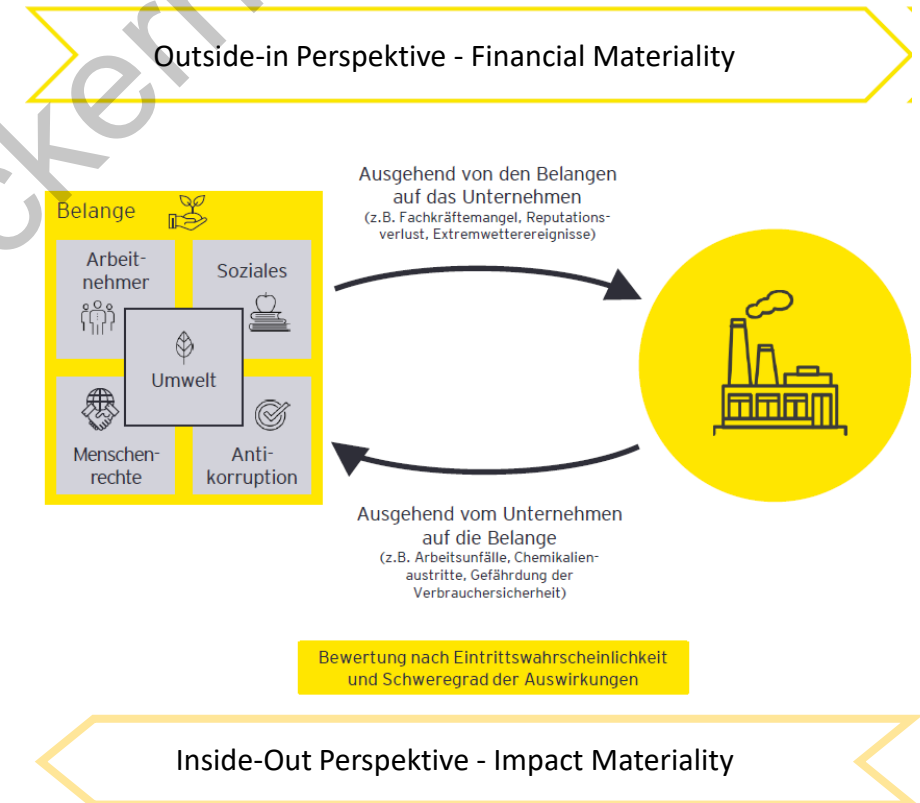 Outside-in Perspektive - Financial Materiality
Ausgehend von den Belangen
auf das Unternehmen
(z.B. Fachkräftemangel, Reputations-
verlust, Extremwetterereignisse)
Belange
Arbeit-
nehmer
Soziales
Umwelt
Menschen-
rechte
Anti-
korruption
Ausgehend vom Unternehmen
auf die Belange
(z.B. Arbeitsunfälle, Chemikalien-
austritte, Gefährdung der
Verbrauchersicherheit)
Bewertung nach Eintrittswahrscheinlichkeit
und Schweregrad der Auswirkungen
Inside-Out Perspektive - Impact Materiality